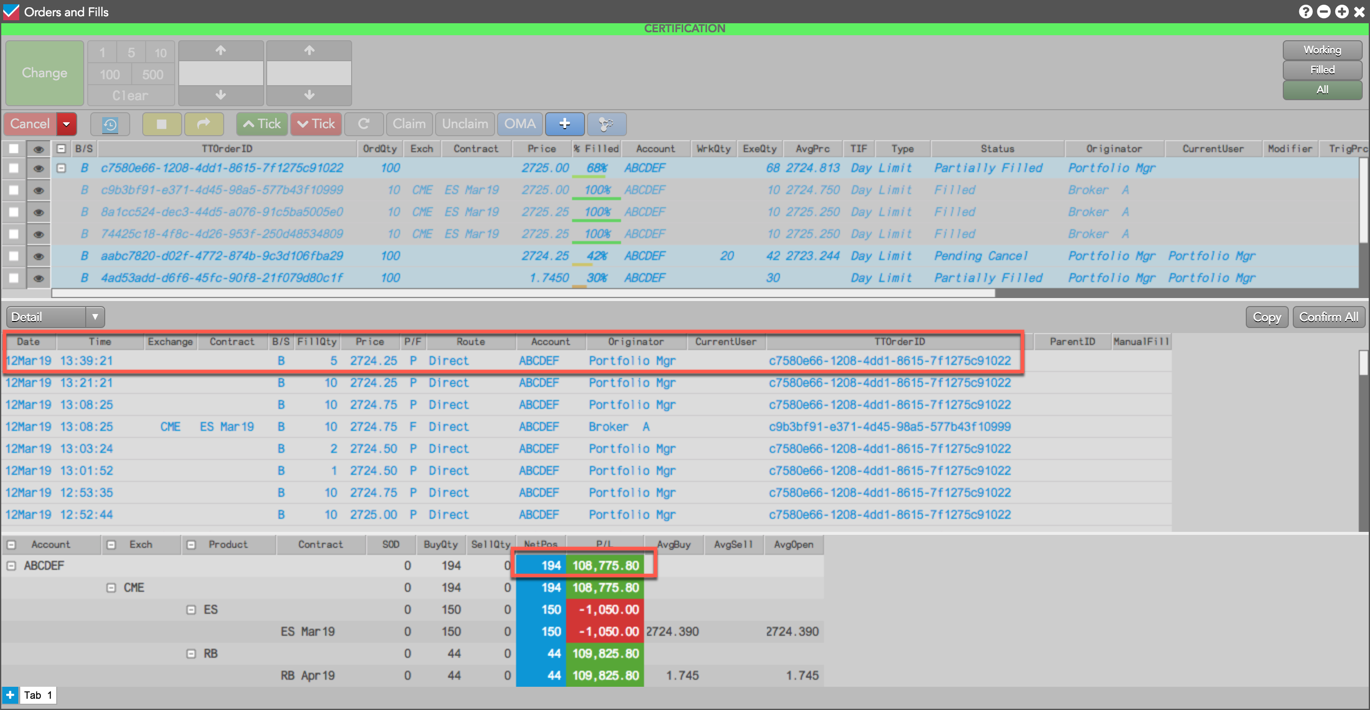 Orders and Fills
CERTIFICATION
Change 1 5 10
100 500
Clear
Working
Filled
All
Cancel Tick Tick C Claim Unclaim OMA +
B/S TTOrderID OrdQty Exch Contract Price % Filled Account WrkQty ExeQty AvgPrc TIF Type Status Originator CurrentUser Modifier TrigPrc
B c7580e66-1208-4dd1-8615-7f1275c91022 100 2725.00 68% ABCDEF 68 2724.813 Day Limit Partially Filled Portfolio Mgr
B c9b3bf91-e371-4d45-98a5-577b43f10999 10 CME ES Mar19 2725.00 100% ABCDEF 10 2724.750 Day Limit Filled Broker A
B 8a1cc524-dec3-44d5-a076-91c5ba5005e0 10 CME ES Mar19 2725.25 100% ABCDEF 10 2725.250 Day Limit Filled Broker A
B 74425c18-4f8c-4d26-953f-250d48534809 10 CME ES Mar19 2725.25 100% ABCDEF 10 2725.250 Day Limit Filled Broker A
B aabc7820-d02f-4772-874b-9c3d106fba29 100 2724.25 42% ABCDEF 20 42 2723.244 Day Limit Pending Cancel Portfolio Mgr Portfolio Mgr
B 4ad53add-d6f6-45fc-90f8-21f079d80c1f 100 1.7450 30% ABCDEF 30 Day Limit Partially Filled Portfolio Mgr Portfolio Mgr
Detail Copy Confirm All
Date Time Exchange Contract B/S FillQty Price P/F Route Account Originator CurrentUser TTOrderID ParentID ManualFill
12Mar19 13:39:21 B 5 2724.25 P Direct ABCDEF Portfolio Mgr c7580e66-1208-4dd1-8615-7f1275c91022
12Mar19 13:21:21 B 10 2724.25 P Direct ABCDEF Portfolio Mgr c7580e66-1208-4dd1-8615-7f1275c91022
12Mar19 13:08:25 B 10 2724.75 P Direct ABCDEF Portfolio Mgr c7580e66-1208-4dd1-8615-7f1275c91022
12Mar19 13:08:25 CME ES Mar19 B 10 2724.75 F Direct ABCDEF Broker A c9b3bf91-e371-4d45-98a5-577b43f10999
12Mar19 13:03:24 B 2 2724.50 P Direct ABCDEF Portfolio Mgr c7580e66-1208-4dd1-8615-7f1275c91022
12Mar19 13:01:52 B 1 2724.50 P Direct ABCDEF Portfolio Mgr c7580e66-1208-4dd1-8615-7f1275c91022
12Mar19 12:53:35 B 10 2724.75 P Direct ABCDEF Portfolio Mgr c7580e66-1208-4dd1-8615-7f1275c91022
12Mar19 12:52:44 B 10 2725.00 P Direct ABCDEF Portfolio Mgr c7580e66-1208-4dd1-8615-7f1275c91022
Account Exch Product Contract SOD BuyQty SellQty NetPos P/L AvgBuy AvgSell AvgOpen
ABCDEF 0 194 0 194 108,775.80
CME 0 194 0 194 108,775.80
ES 0 150 0 150 -1,050.00
ES Mar19 0 150 0 150 -1,050.00 2724.390 2724.390
RB 0 44 0 44 109,825.80
RB Apr19 0 44 0 44 109,825.80 1.745 1.745
+ Tab 1